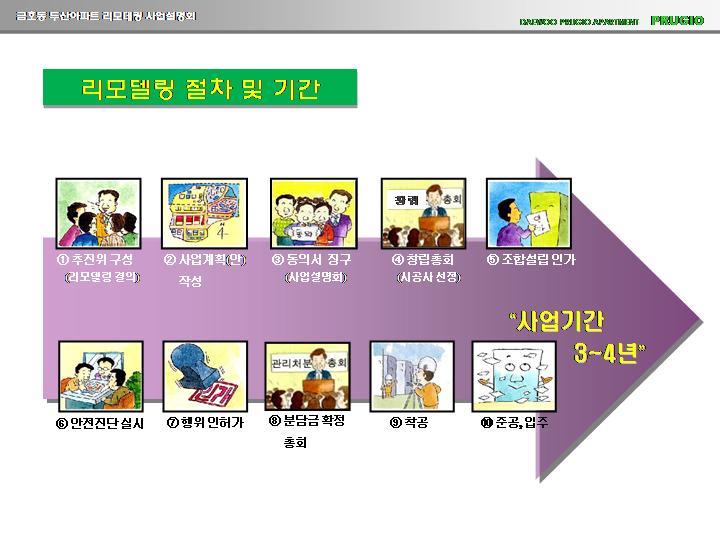 금호동 두산아파트 리모델링 사업설명회
DAEWOO PRUGIO APARTMENT PRUGIO
리모델링 절차 및 기간
창립 총회
① 추진위 구성
(리모델링 결의)
② 사업계획(안)
작성
③ 동의서 징구
(사업설명회)
④ 창립총회
(시공사 선정)
⑤ 조합설립 인가
“사업기간
3~4년”
인가
관리처분 총회
⑥ 안전진단 실시
⑦ 행위 인허가
⑧ 분담금 확정
총회
⑨ 착공
⑩ 준공, 입주